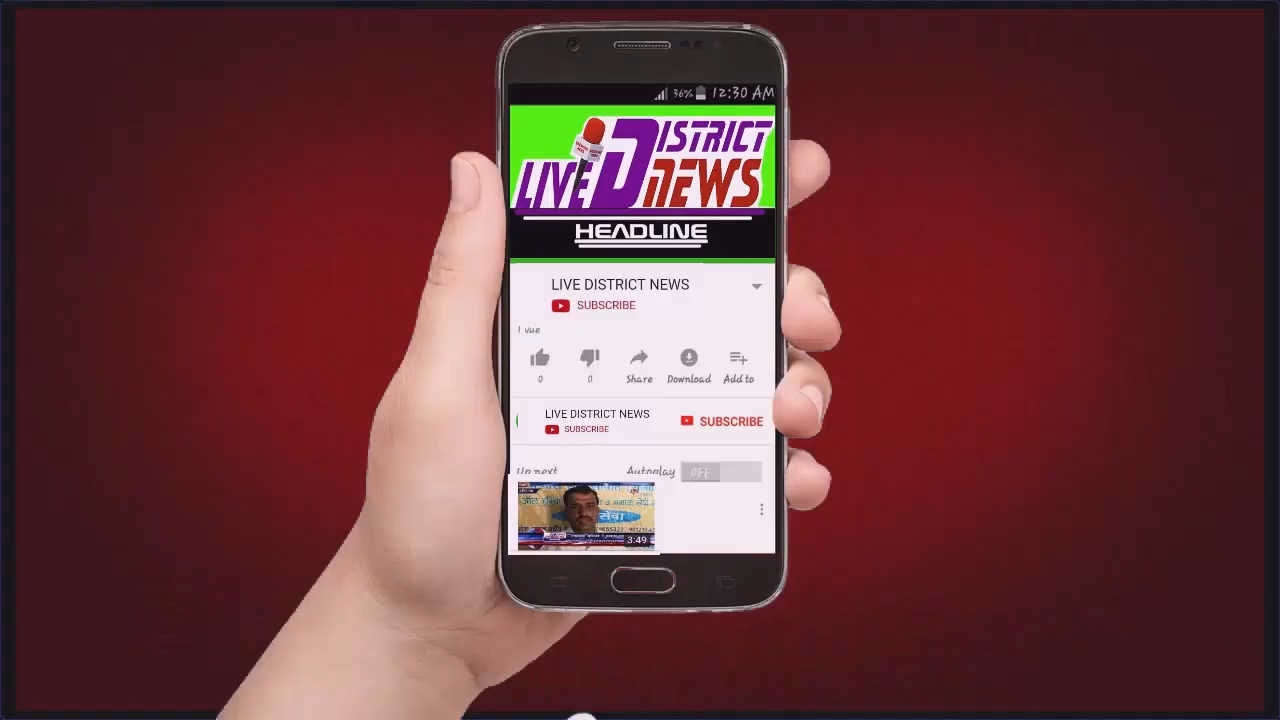 36% 12:30 AM
LIVE DISTRICT NEWS
HEADLINE
LIVE DISTRICT NEWS
SUBSCRIBE
1 vue
0 0 Share Download Add to
LIVE DISTRICT NEWS
SUBSCRIBE
SUBSCRIBE
Up next Autoplay OFF
सेवा
3:49